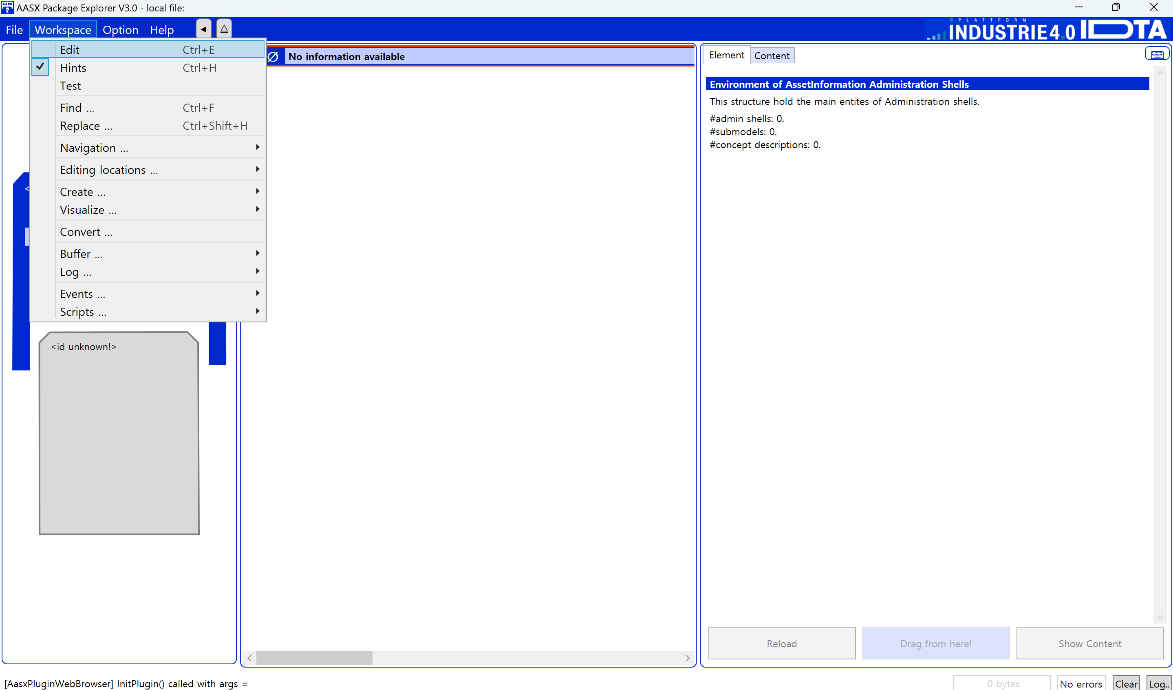 AASX Package Explorer V3.0 - local file:
File Workspace Option Help
PLATTFORM
INDUSTRIE4.0 IDTA
Edit Ctrl+E
Hints Ctrl+H
Test
Find ... Ctrl+F
Replace ... Ctrl+Shift+H
Navigation ...
Editing locations ...
Create ...
Visualize ...
Convert ...
Buffer ...
Log ...
Events ...
Scripts ...
<id unknown!>
No information available
Element Content
Environment of AssetInformation Administration Shells
This structure hold the main entites of Administration shells.
#admin shells: 0.
#submodels: 0.
#concept descriptions: 0.
Reload Drag from here! Show Content
[AasxPluginWebBrowser] InitPlugin() called with args =
0 bytes No errors Clear Log..